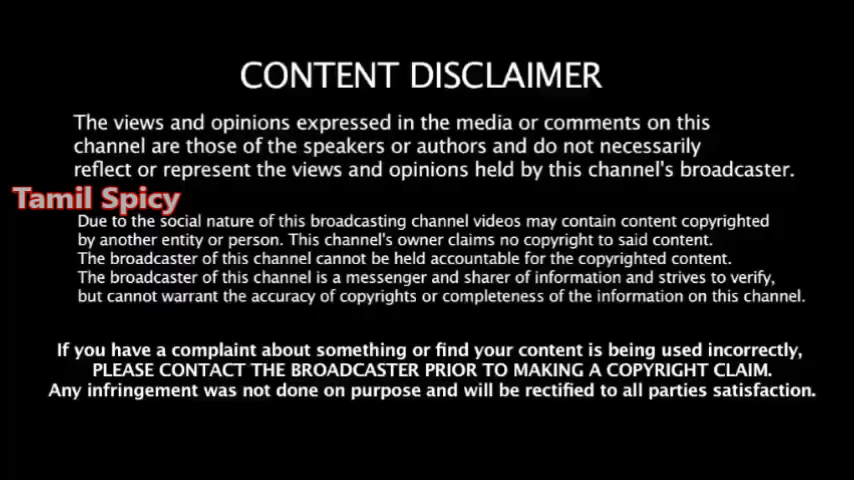 CONTENT DISCLAIMER
The views and opinions expressed in the media or comments on this
channel are those of the speakers or authors and do not necessarily
reflect or represent the views and opinions held by this channel's broadcaster.
Tamil Spicy
Due to the social nature of this broadcasting channel videos may contain content copyrighted
by another entity or person. This channel's owner claims no copyright to said content.
The broadcaster of this channel cannot be held accountable for the copyrighted content.
The broadcaster of this channel is a messenger and sharer of information and strives to verify,
but cannot warrant the accuracy of copyrights or completeness of the information on this channel.
If you have a complaint about something or find your content is being used incorrectly,
PLEASE CONTACT THE BROADCASTER PRIOR TO MAKING A COPYRIGHT CLAIM.
Any infringement was not done on purpose and will be rectified to all parties satisfaction.